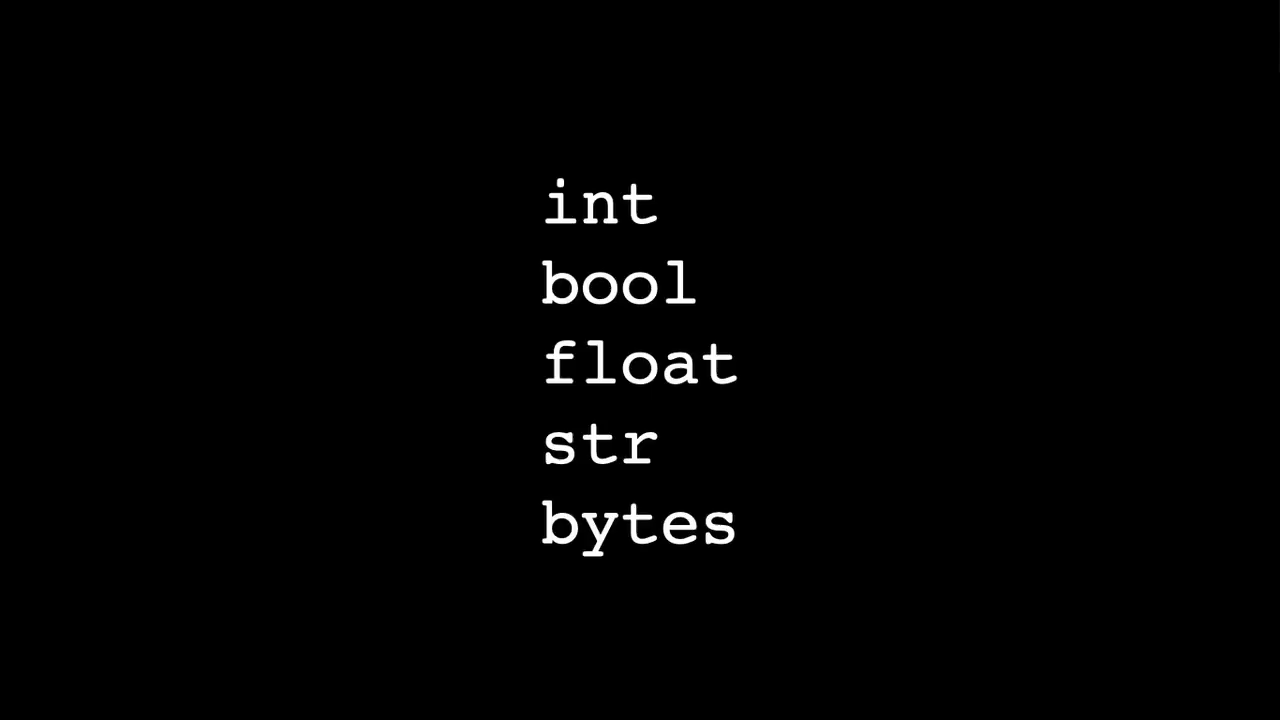 int
bool
float
str
bytes